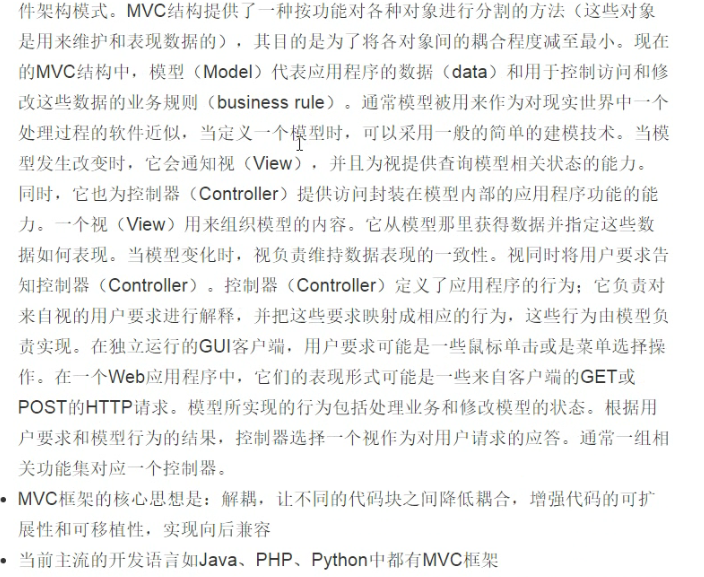 件架构模式。MVC结构提供了一种按功能对各种对象进行分割的方法（这些对象
是用来维护和表现数据的），其目的是为了将各对象间的耦合程度减至最小。现在
的MVC结构中，模型（Model）代表应用程序的数据（data）和用于控制访问和修
改这些数据的业务规则（business rule）。通常模型被用来作为对现实世界中一个
处理过程的软件近似，当定义一个模型时，可以采用一般的简单的建模技术。当模
型发生改变时，它会通知视（View），并且为视提供查询模型相关状态的能力。
同时，它也为控制器（Controller）提供访问封装在模型内部的应用程序功能的能
力。一个视（View）用来组织模型的内容。它从模型那里获得数据并指定这些数
据如何表现。当模型变化时，视负责维持数据表现的一致性。视同时将用户要求告
知控制器（Controller）。控制器（Controller）定义了应用程序的行为；它负责对
来自视的用户要求进行解释，并把这些要求映射成相应的行为，这些行为由模型负
责实现。在独立运行的GUI客户端，用户要求可能是一些鼠标单击或是菜单选择操
作。在一个Web应用程序中，它们的表现形式可能是一些来自客户端的GET或
POST的HTTP请求。模型所实现的行为包括处理业务和修改模型的状态。根据用
户要求和模型行为的结果，控制器选择一个视作为对用户请求的应答。通常一组相
关功能集对应一个控制器。
• MVC框架的核心思想是：解耦，让不同的代码块之间降低耦合，增强代码的可扩
展性和可移植性，实现向后兼容
• 当前主流的开发语言如Java、PHP、Python中都有MVC框架